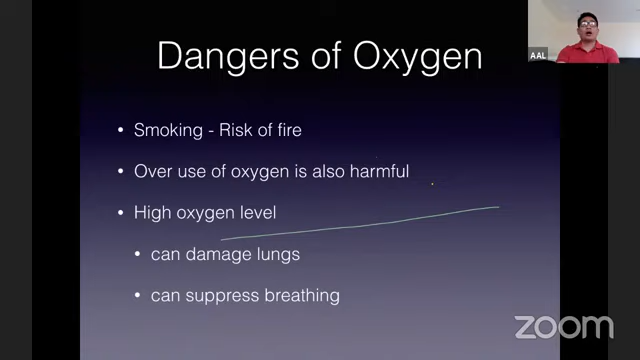 Dangers of Oxygen
AAL
• Smoking - Risk of fire
• Over use of oxygen is also harmful
• High oxygen level
• can damage lungs
• can suppress breathing
zoom